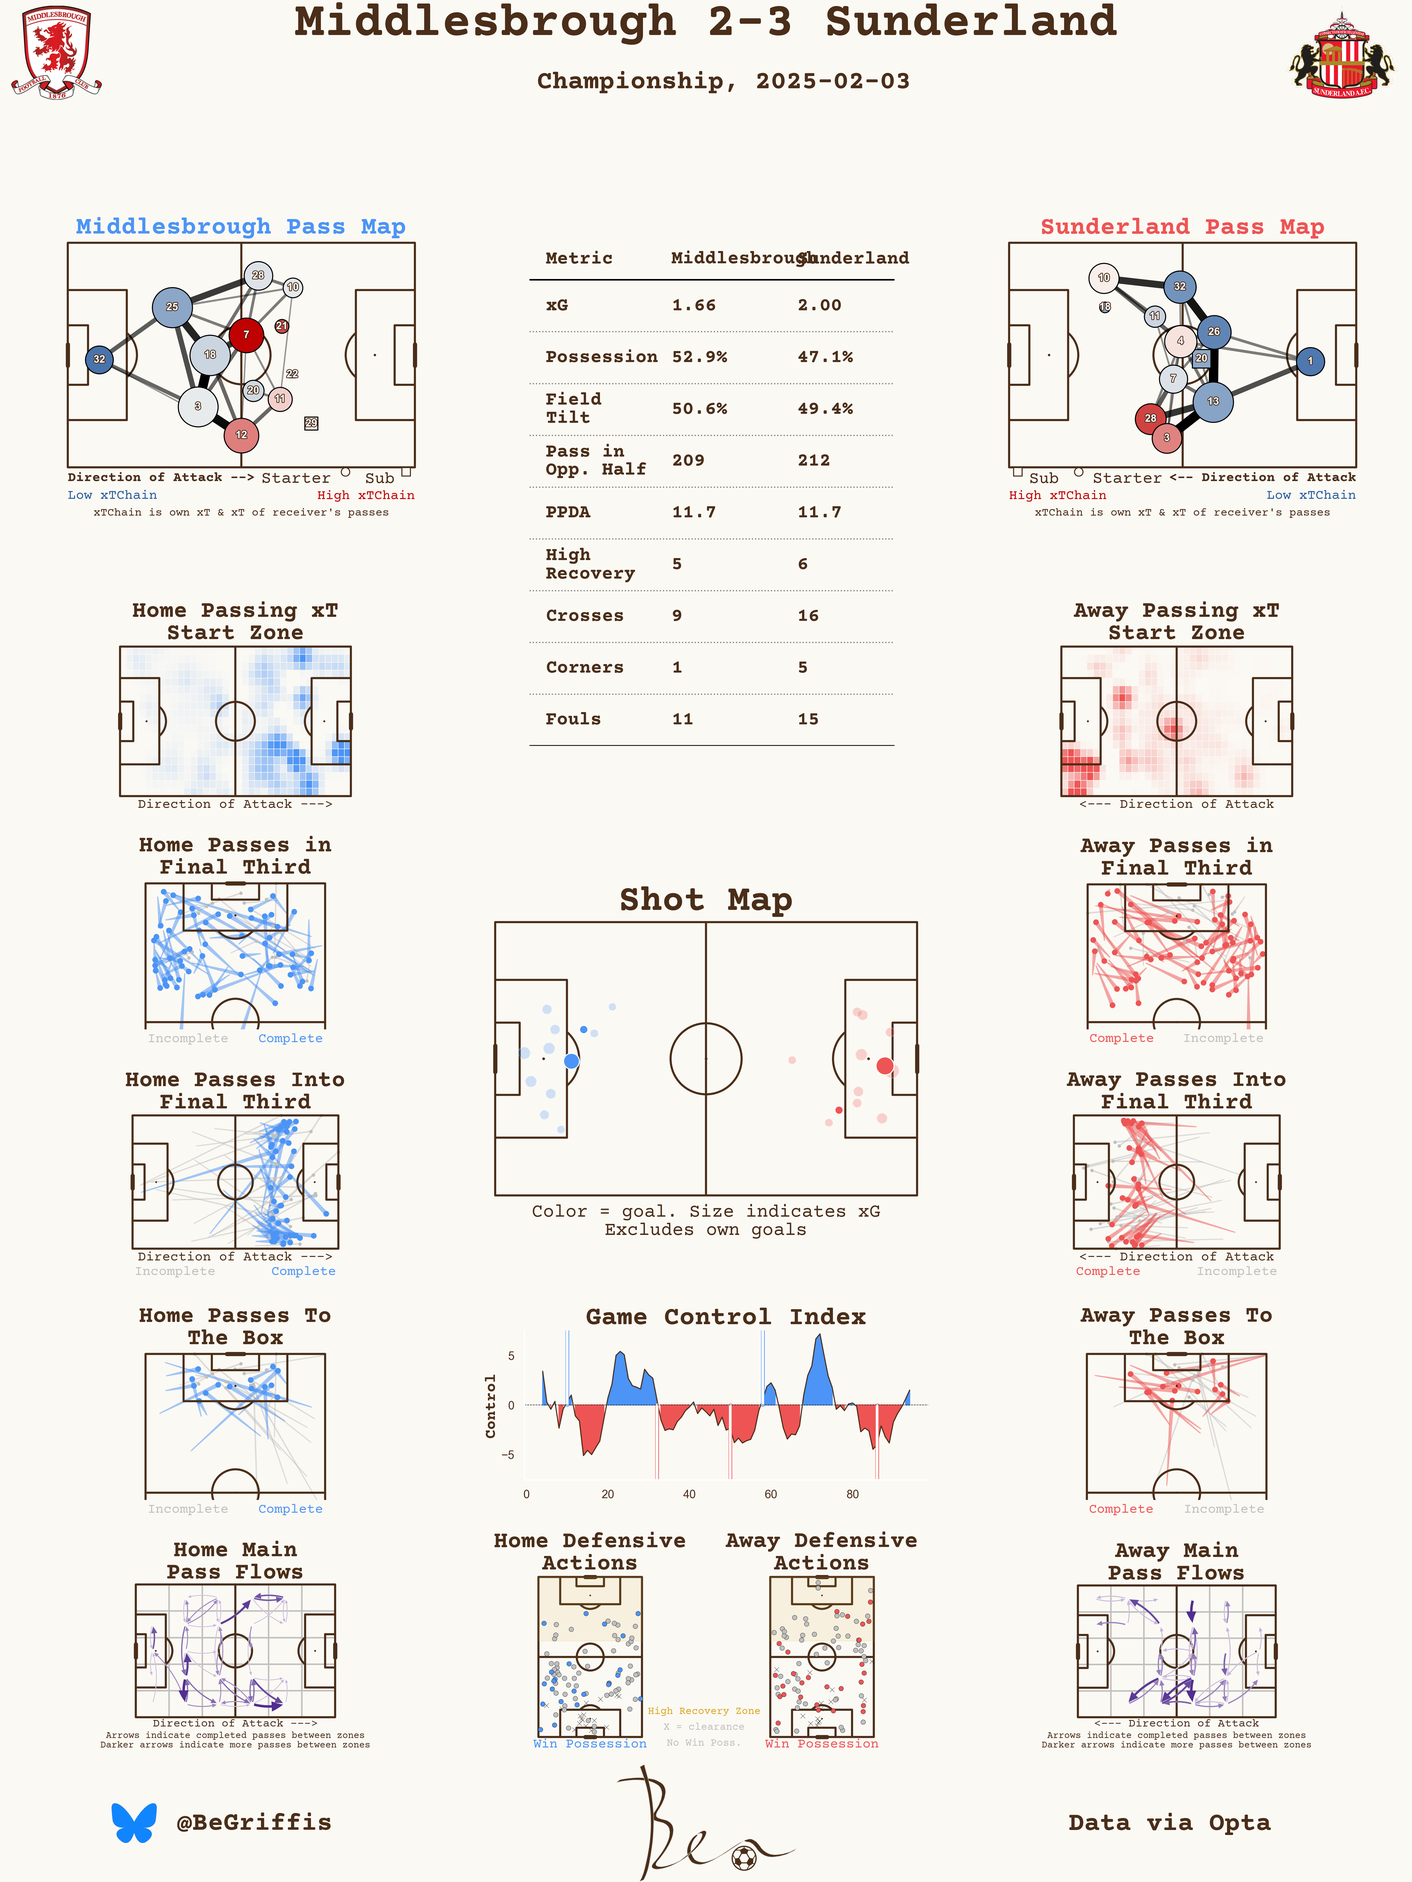 Middlesbrough 2-3 Sunderland
Championship, 2025-02-03
MIDDLESBROUGH
FOOTBALL CLUB
1876
SUNDERLAND A.F.C.
Middlesbrough Pass Map
28
10
25
21
7
18
32
22
20
3
11
29
12
Direction of Attack --> Starter Sub
Low xTChain High xTChain
xTChain is own xT & xT of receiver's passes
Metric Middlesbrough Sunderland
xG 1.66 2.00
Possession 52.9% 47.1%
Field
Tilt 50.6% 49.4%
Pass in
Opp. Half 209 212
PPDA 11.7 11.7
High
Recovery 5 6
Crosses 9 16
Corners 1 5
Fouls 11 15
Sunderland Pass Map
10
32
18
11
26
4
20
1
7
13
28
3
Sub Starter <-- Direction of Attack
High xTChain Low xTChain
xTChain is own xT & xT of receiver's passes
Home Passing xT
Start Zone
Direction of Attack --->
Away Passing xT
Start Zone
<--- Direction of Attack
Home Passes in
Final Third
Incomplete Complete
Away Passes in
Final Third
Complete Incomplete
Shot Map
Color = goal. Size indicates xG
Excludes own goals
Home Passes Into
Final Third
Direction of Attack --->
Incomplete Complete
Away Passes Into
Final Third
<--- Direction of Attack
Complete Incomplete
Home Passes To
The Box
Incomplete Complete
Game Control Index
Control
5
0
−5
0 20 40 60 80
Away Passes To
The Box
Complete Incomplete
Home Main
Pass Flows
Direction of Attack --->
Arrows indicate completed passes between zones
Darker arrows indicate more passes between zones
Home Defensive
Actions
Win Possession
Away Defensive
Actions
Win Possession
High Recovery Zone
X = clearance
No Win Poss.
Away Main
Pass Flows
<--- Direction of Attack
Arrows indicate completed passes between zones
Darker arrows indicate more passes between zones
@BeGriffis
Ben
Data via Opta